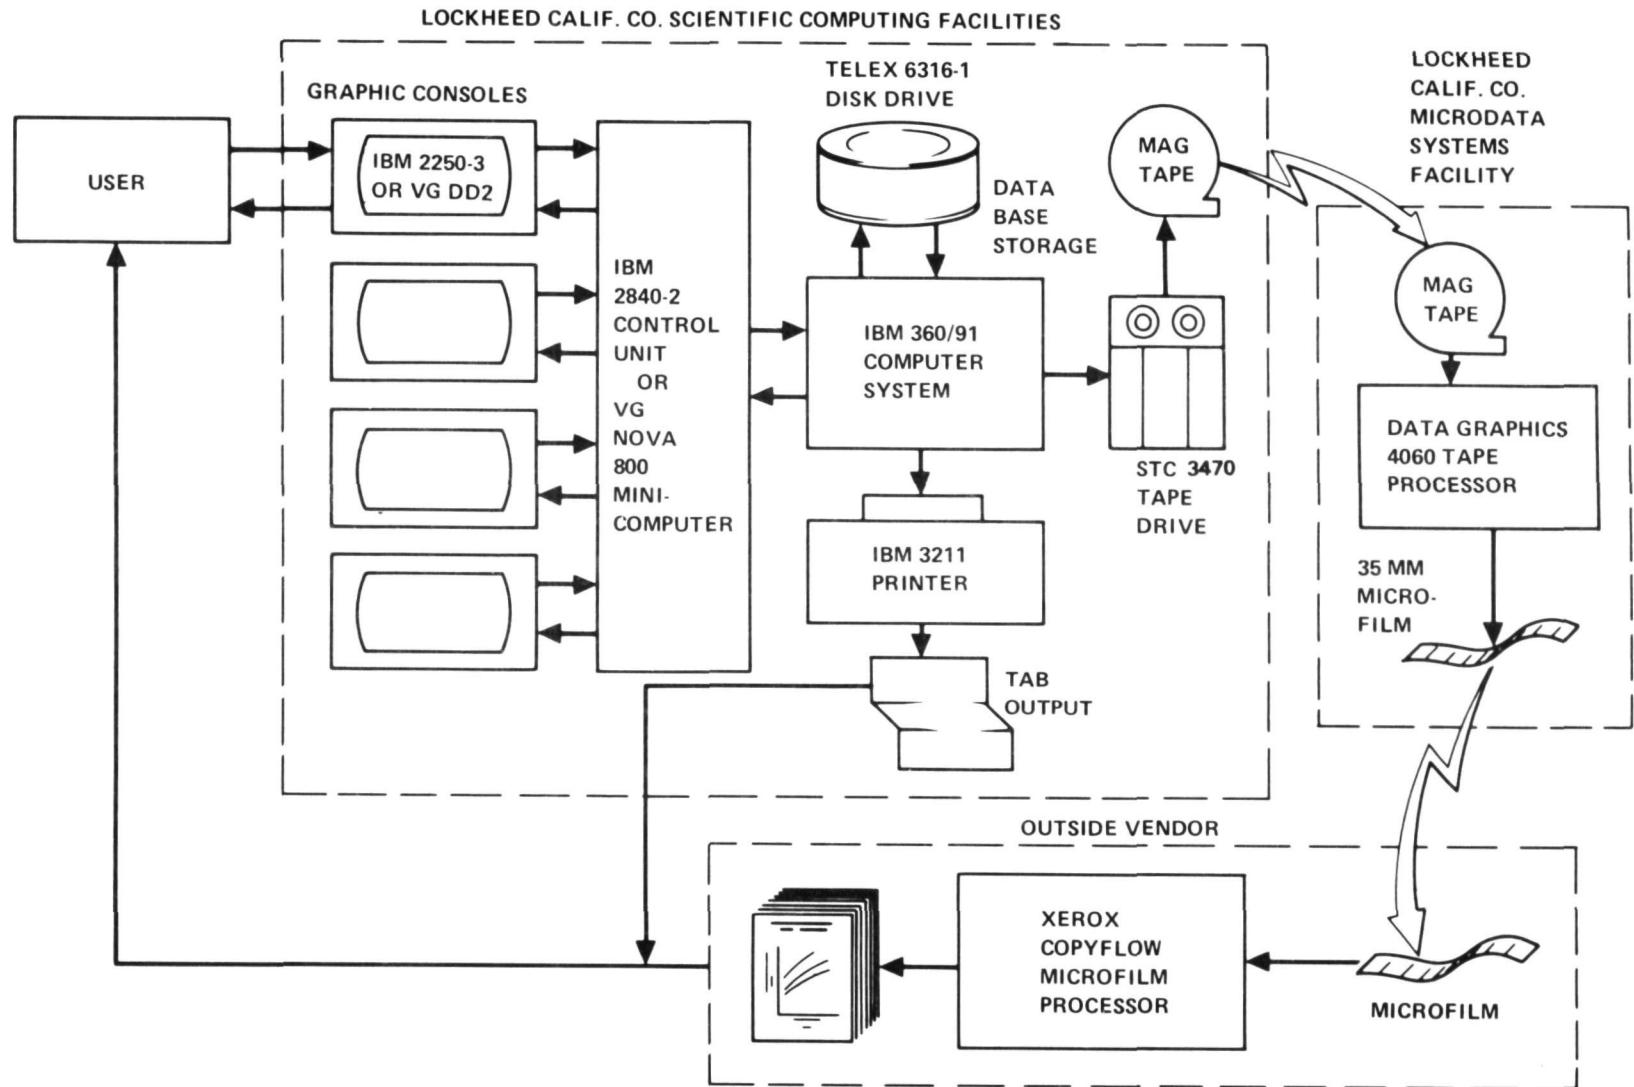 LOCKHEED CALIF. CO. SCIENTIFIC COMPUTING FACILITIES
GRAPHIC CONSOLES
USER
IBM 2250-3
OR VG DD2
IBM
2840-2
CONTROL
UNIT
OR
VG
NOVA
800
MINI-
COMPUTER
TELEX 6316-1
DISK DRIVE
DATA
BASE
STORAGE
IBM 360/91
COMPUTER
SYSTEM
IBM 3211
PRINTER
TAB
OUTPUT
MAG
TAPE
STC 3470
TAPE
DRIVE
LOCKHEED
CALIF. CO.
MICRODATA
SYSTEMS
FACILITY
MAG
TAPE
DATA GRAPHICS
4060 TAPE
PROCESSOR
35 MM
MICRO-
FILM
OUTSIDE VENDOR
XEROX
COPYFLOW
MICROFILM
PROCESSOR
MICROFILM